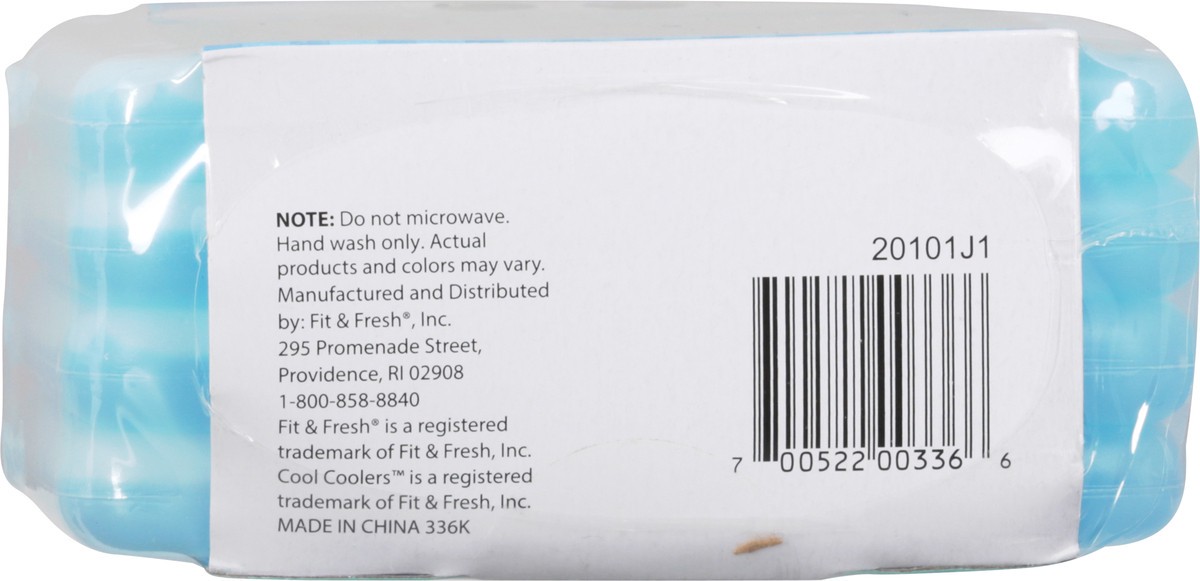 NOTE: Do not microwave.
Hand wash only. Actual
products and colors may vary.
Manufactured and Distributed
by: Fit & Fresh®, Inc.
295 Promenade Street,
Providence, RI 02908
1-800-858-8840
Fit & Fresh® is a registered
trademark of Fit & Fresh, Inc.
Cool Coolers™ is a registered
trademark of Fit & Fresh, Inc.
MADE IN CHINA 336K
20101J1
7 00522 00336 6